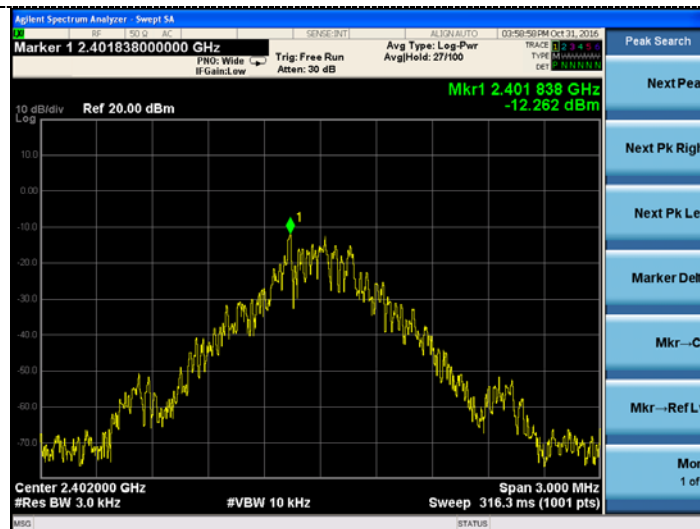 Agilent Spectrum Analyzer - Swept SA
RF 50 Ω AC SENSE:INT ALIGN AUTO 03:58:58 PM Oct 31, 2016
Marker 1 2.401838000000 GHz
PNO: Wide
IFGain:Low
Trig: Free Run
Atten: 30 dB
Avg Type: Log-Pwr
Avg|Hold: 27/100
TRACE 1 2 3 4 5 6
TYPE M
DET P N N N N N
Mkr1 2.401 838 GHz
-12.262 dBm
10 dB/div Ref 20.00 dBm
Log
10.0
0.00
-10.0
-20.0
-30.0
-40.0
-50.0
-60.0
-70.0
1
Center 2.402000 GHz Span 3.000 MHz
#Res BW 3.0 kHz #VBW 10 kHz Sweep 316.3 ms (1001 pts)
MSG STATUS
Peak Search
Next Pea
Next Pk Righ
Next Pk Le
Marker Delt
Mkr→C
Mkr→Ref L
Mor
1 of